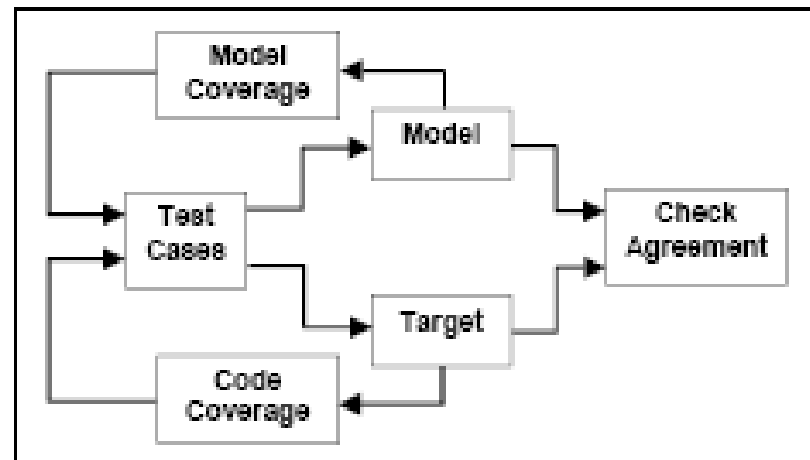 Model
Coverage
Model
Test
Cases
Check
Agreement
Target
Code
Coverage